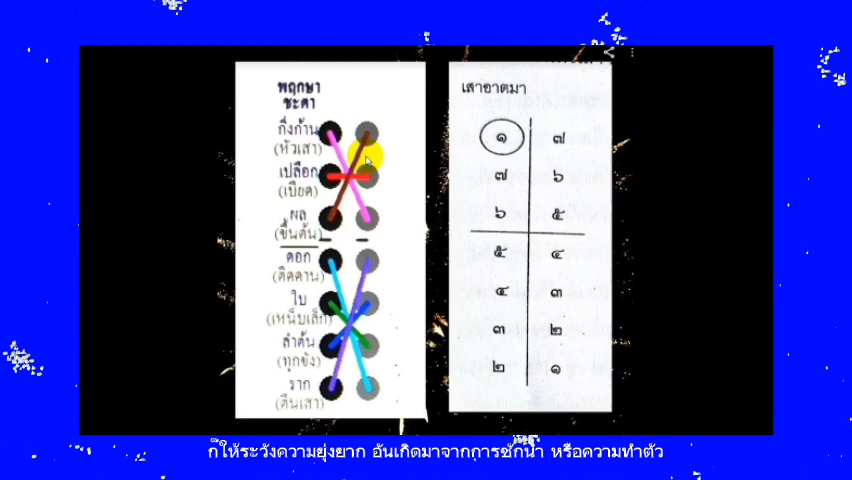 พฤกษา
ชะตา
กิ่งก้าน
(หัวเสา)
เปลือก
(เบียด)
ผล
(ขึ้นต้น)
ดอก
(ติดดาน)
ใบ
(เหน็บเล็ก)
ลำต้น
(ทุกขัง)
ราก
(ตีนเสา)
เสาอาตมา
๑ ๗
๗ ๖
๖ ๕
๕ ๔
๔ ๓
๓ ๒
๒ ๑
ก็ให้ระวังความยุ่งยาก อันเกิดมาจากการชักนำ หรือความทำตัว